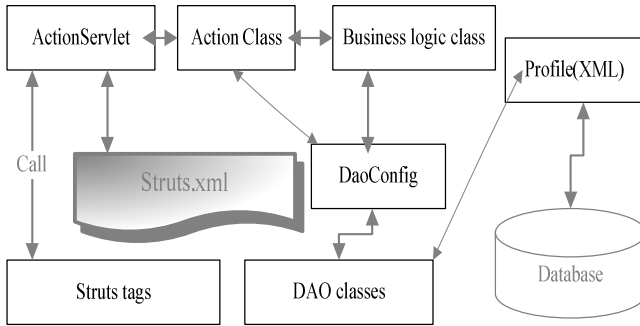 ActionServlet
Action Class
Business logic class
Profile(XML)
Call
Struts.xml
DaoConfig
Struts tags
DAO classes
Database